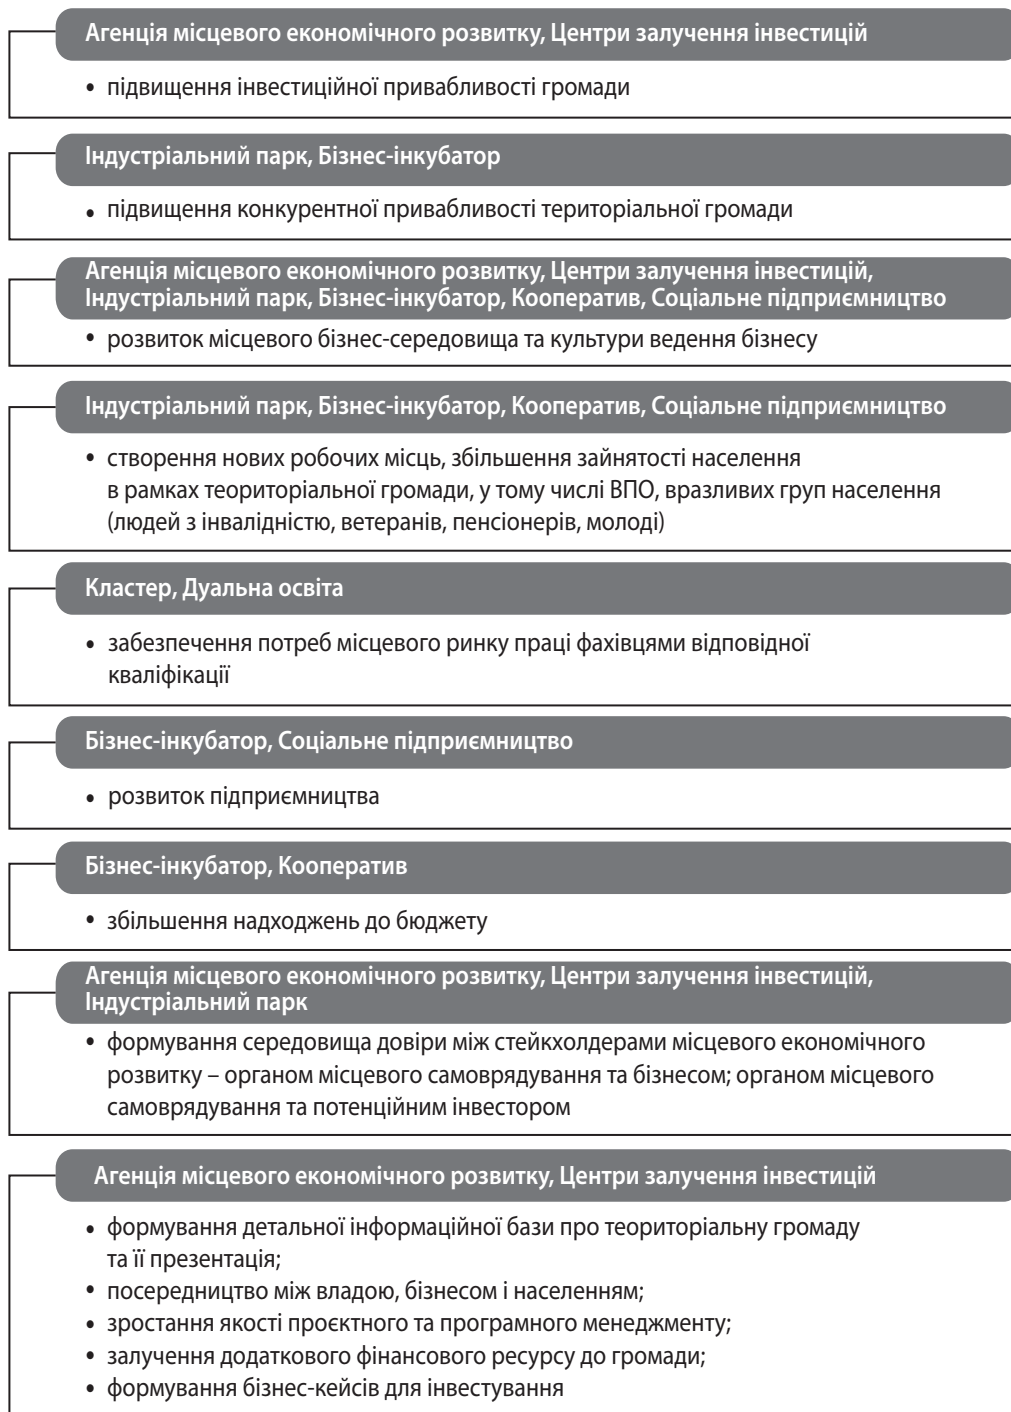 Агенція місцевого економічного розвитку, Центри залучення інвестицій
• підвищення інвестиційної привабливості громади
Індустріальний парк, Бізнес-інкубатор
• підвищення конкурентної привабливості територіальної громади
Агенція місцевого економічного розвитку, Центри залучення інвестицій,
Індустріальний парк, Бізнес-інкубатор, Кооператив, Соціальне підприємництво
• розвиток місцевого бізнес-середовища та культури ведення бізнесу
Індустріальний парк, Бізнес-інкубатор, Кооператив, Соціальне підприємництво
• створення нових робочих місць, збільшення зайнятості населення
в рамках теориторіальної громади, у тому числі ВПО, вразливих груп населення
(людей з інвалідністю, ветеранів, пенсіонерів, молоді)
Кластер, Дуальна освіта
• забезпечення потреб місцевого ринку праці фахівцями відповідної
кваліфікації
Бізнес-інкубатор, Соціальне підприємництво
• розвиток підприємництва
Бізнес-інкубатор, Кооператив
• збільшення надходжень до бюджету
Агенція місцевого економічного розвитку, Центри залучення інвестицій,
Індустріальний парк
• формування середовища довіри між стейкхолдерами місцевого економічного
розвитку – органом місцевого самоврядування та бізнесом; органом місцевого
самоврядування та потенційним інвестором
Агенція місцевого економічного розвитку, Центри залучення інвестицій
• формування детальної інформаційної бази про теориторіальну громаду
та її презентація;
• посередництво між владою, бізнесом і населенням;
• зростання якості проєктного та програмного менеджменту;
• залучення додаткового фінансового ресурсу до громади;
• формування бізнес-кейсів для інвестування